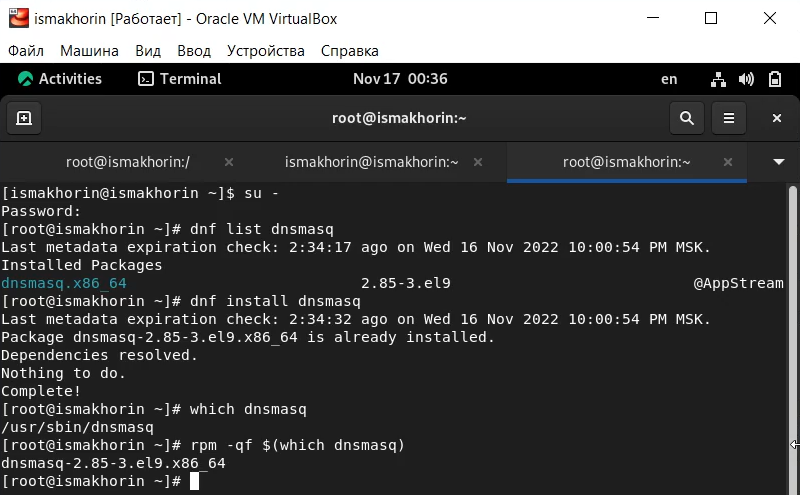 ismakhorin [Работает] - Oracle VM VirtualBox
Файл Машина Вид Ввод Устройства Справка
Activities Terminal Nov 17 00:36 en
root@ismakhorin:~
root@ismakhorin:/ ismakhorin@ismakhorin:~ root@ismakhorin:~
[ismakhorin@ismakhorin ~]$ su -
Password:
[root@ismakhorin ~]# dnf list dnsmasq
Last metadata expiration check: 2:34:17 ago on Wed 16 Nov 2022 10:00:54 PM MSK.
Installed Packages
dnsmasq.x86_64 2.85-3.el9 @AppStream
[root@ismakhorin ~]# dnf install dnsmasq
Last metadata expiration check: 2:34:32 ago on Wed 16 Nov 2022 10:00:54 PM MSK.
Package dnsmasq-2.85-3.el9.x86_64 is already installed.
Dependencies resolved.
Nothing to do.
Complete!
[root@ismakhorin ~]# which dnsmasq
/usr/sbin/dnsmasq
[root@ismakhorin ~]# rpm -qf $(which dnsmasq)
dnsmasq-2.85-3.el9.x86_64
[root@ismakhorin ~]#